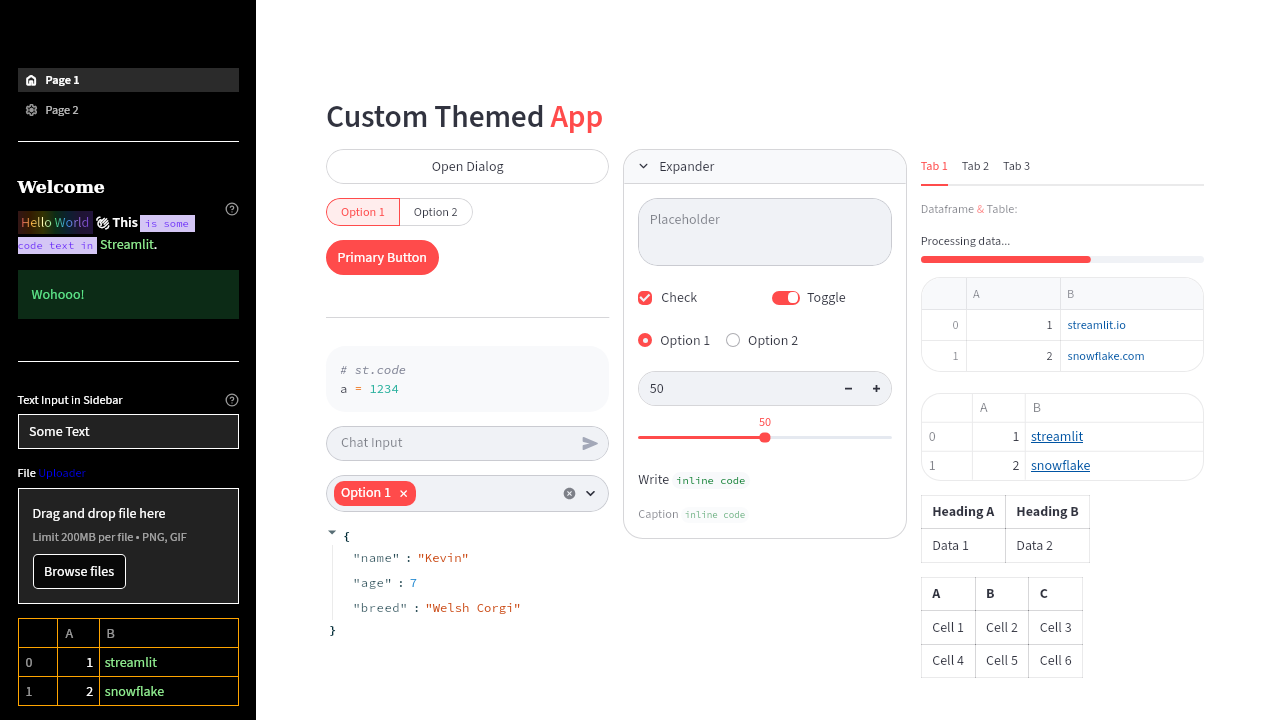 Page 1
Page 2
Welcome
Hello World 👋 This is some
code text in Streamlit.
Wohooo!
Text Input in Sidebar
Some Text
File Uploader
Drag and drop file here
Limit 200MB per file • PNG, GIF
Browse files
A B
0 1 streamlit
1 2 snowflake
Custom Themed App
Open Dialog
Option 1 Option 2
Primary Button
# st.code
a = 1234
Chat Input
Option 1
{
"name" : "Kevin"
"age" : 7
"breed" : "Welsh Corgi"
}
Expander
Placeholder
Check Toggle
Option 1 Option 2
50
50
Write inline code
Caption inline code
Tab 1 Tab 2 Tab 3
Dataframe & Table:
Processing data...
A B
0 1 streamlit.io
1 2 snowflake.com
A B
0 1 streamlit
1 2 snowflake
Heading A Heading B
Data 1 Data 2
A B C
Cell 1 Cell 2 Cell 3
Cell 4 Cell 5 Cell 6